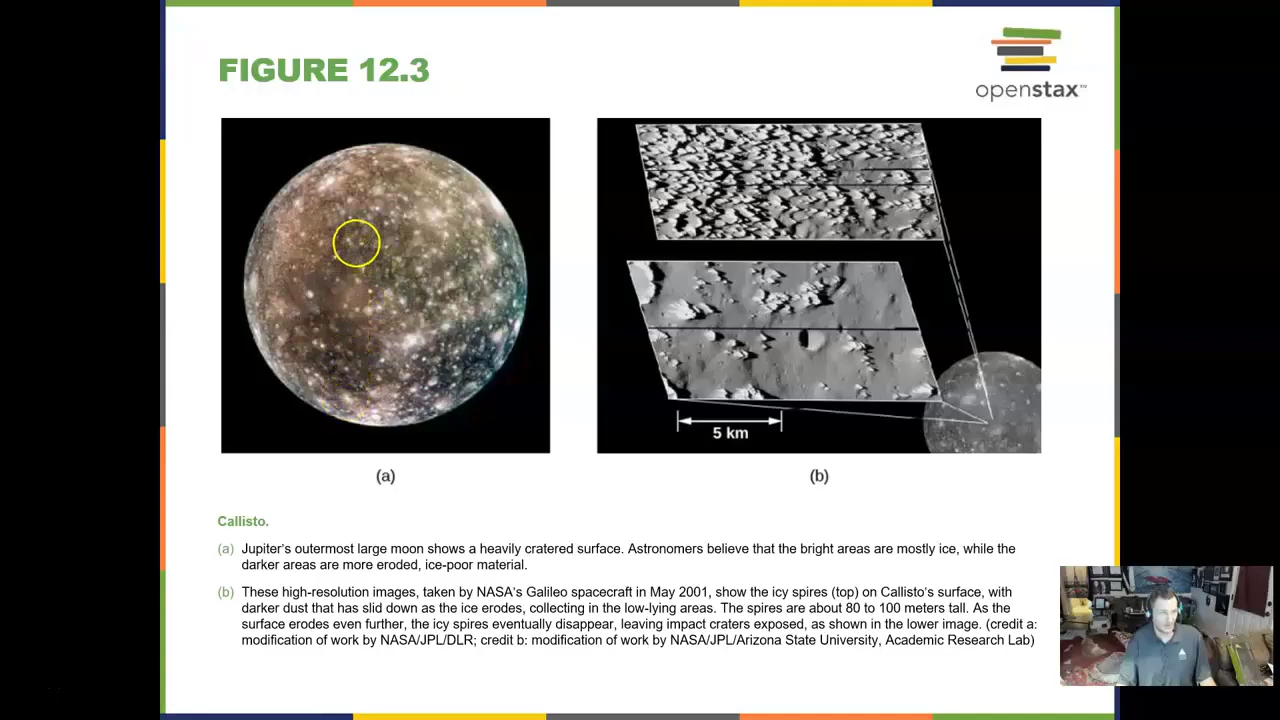 FIGURE 12.3
openstax™
5 km
(a)
(b)
Callisto.
(a) Jupiter's outermost large moon shows a heavily cratered surface. Astronomers believe that the bright areas are mostly ice, while the
darker areas are more eroded, ice-poor material.
(b) These high-resolution images, taken by NASA's Galileo spacecraft in May 2001, show the icy spires (top) on Callisto's surface, with
darker dust that has slid down as the ice erodes, collecting in the low-lying areas. The spires are about 80 to 100 meters tall. As the
surface erodes even further, the icy spires eventually disappear, leaving impact craters exposed, as shown in the lower image. (credit a:
modification of work by NASA/JPL/DLR; credit b: modification of work by NASA/JPL/Arizona State University, Academic Research Lab)